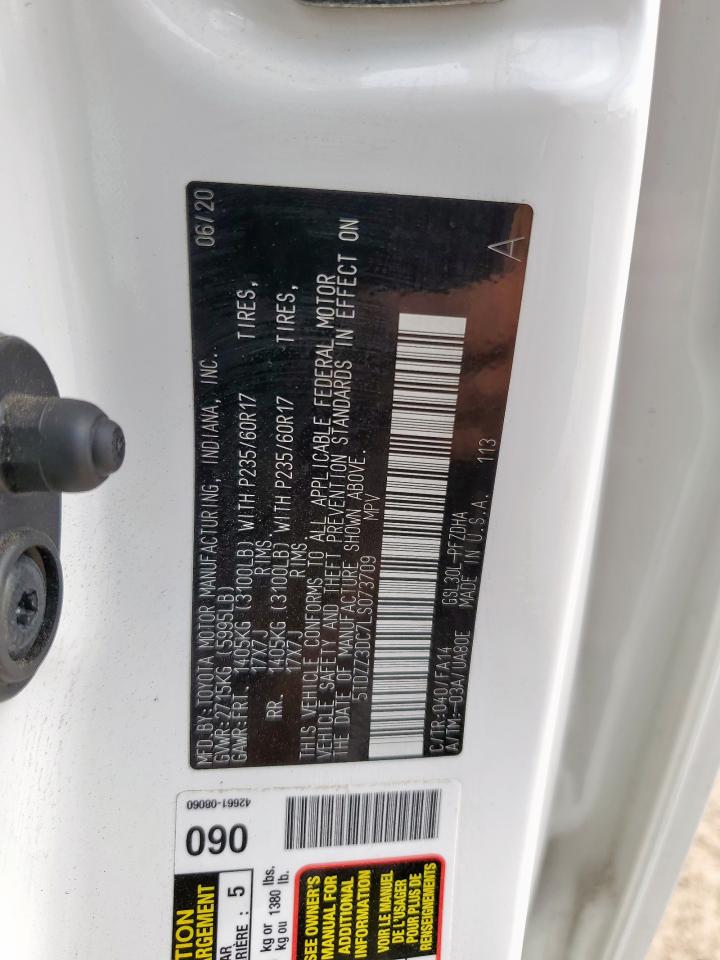 MFD.BY: TOYOTA MOTOR MANUFACTURING, INDIANA, INC. 06/20
GVWR:2715KG (5995LB)
GAWR:FRT. 1405KG (3100LB) WITH P235/60R17 TIRES,
17X7J RIMS.
RR. 1405KG (3100LB) WITH P235/60R17 TIRES,
17X7J RIMS.
THIS VEHICLE CONFORMS TO ALL APPLICABLE FEDERAL MOTOR
VEHICLE SAFETY AND THEFT PREVENTION STANDARDS IN EFFECT ON
THE DATE OF MANUFACTURE SHOWN ABOVE.
5TDZZ3DC7LS073709 MPV
C/TR:040/FA14 GSL30L-PFZDHA
A/TM:-03A/UA80E MADE IN U.S.A. 113 A
42661-08060
060
5
kg or 1380 lbs.
kg ou lb.
SEE OWNER'S
MANUAL FOR
ADDITIONAL
INFORMATION
VOIR LE MANUEL
DE L'USAGER
POUR PLUS DE
RENSEIGNEMENTS